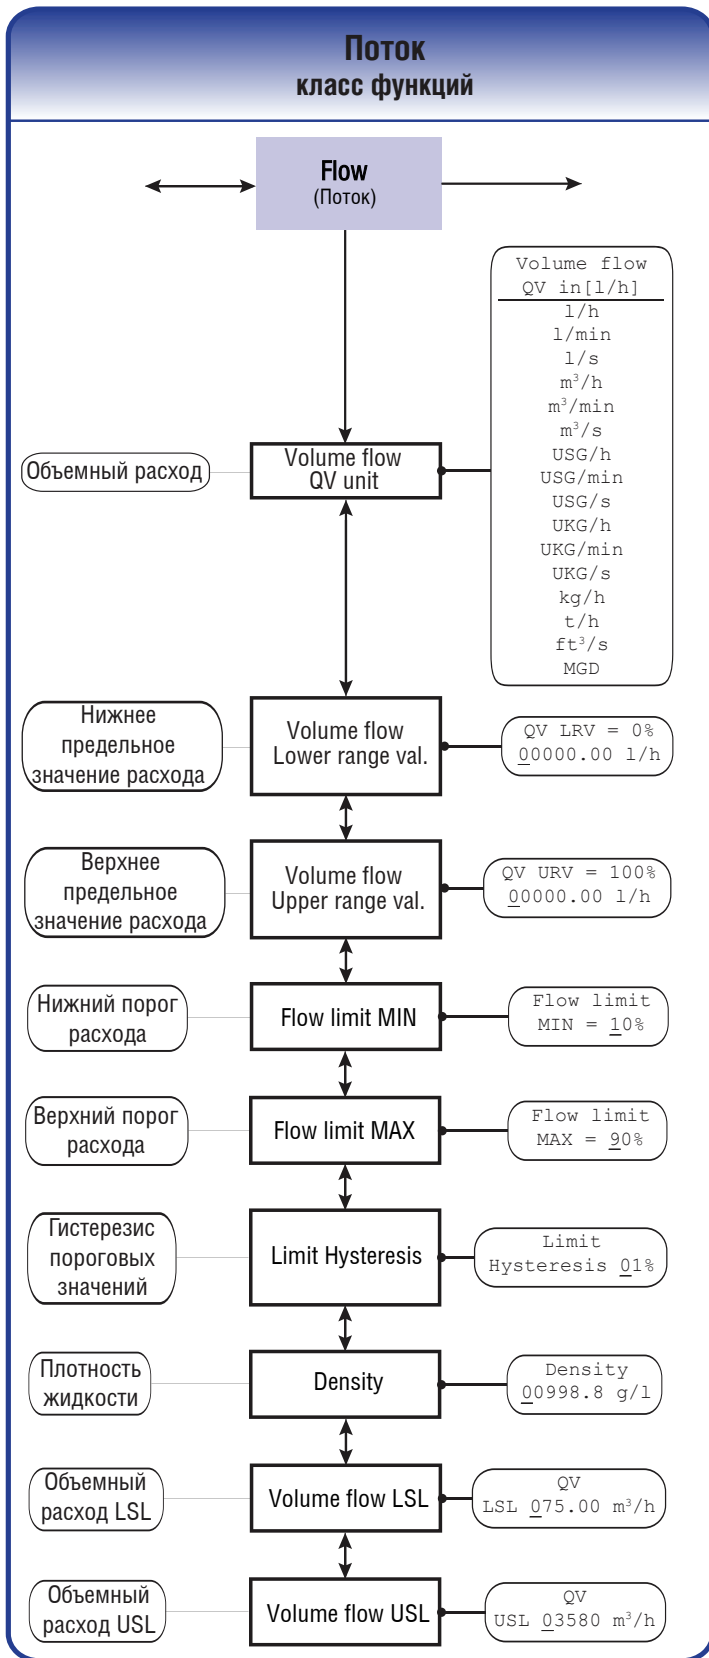 Поток
класс функций
Flow
(Поток)
Volume flow
QV in[l/h]
l/h
l/min
l/s
m³/h
m³/min
m³/s
USG/h
USG/min
USG/s
UKG/h
UKG/min
UKG/s
kg/h
t/h
ft³/s
MGD
Объемный расход
Volume flow
QV unit
Нижнее
предельное
значение расхода
Volume flow
Lower range val.
QV LRV = 0%
00000.00 l/h
Верхнее
предельное
значение расхода
Volume flow
Upper range val.
QV URV = 100%
00000.00 l/h
Нижний порог
расхода
Flow limit MIN
Flow limit
MIN = 10%
Верхний порог
расхода
Flow limit MAX
Flow limit
MAX = 90%
Гистерезис
пороговых
значений
Limit Hysteresis
Limit
Hysteresis 01%
Плотность
жидкости
Density
Density
00998.8 g/l
Объемный
расход LSL
Volume flow LSL
QV
LSL 075.00 m³/h
Объемный
расход USL
Volume flow USL
QV
USL 03580 m³/h